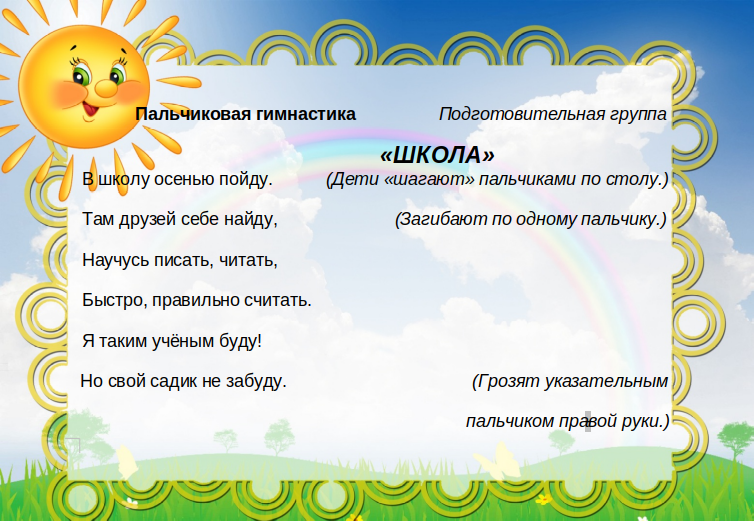 Пальчиковая гимнастика Подготовительная группа
«ШКОЛА»
В школу осенью пойду. (Дети «шагают» пальчиками по столу.)
Там друзей себе найду, (Загибают по одному пальчику.)
Научусь писать, читать,
Быстро, правильно считать.
Я таким учёным буду!
Но свой садик не забуду. (Грозят указательным
пальчиком правой руки.)